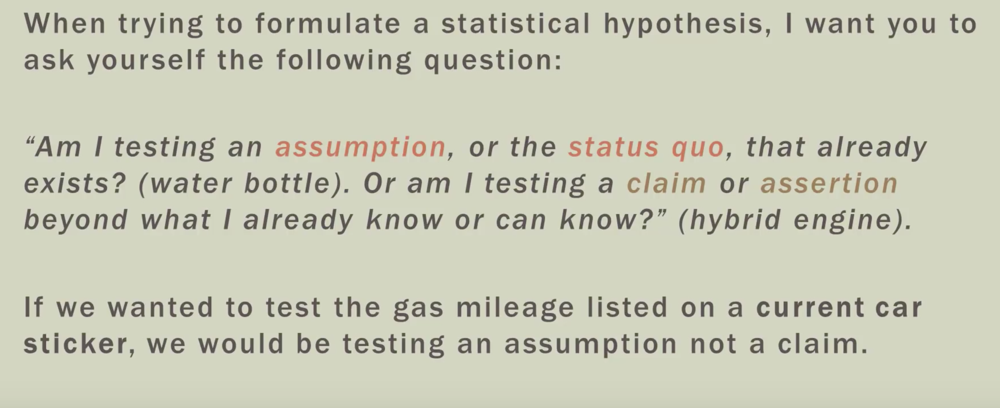 When trying to formulate a statistical hypothesis, I want you to
ask yourself the following question:
“Am I testing an assumption, or the status quo, that already
exists? (water bottle). Or am I testing a claim or assertion
beyond what I already know or can know?” (hybrid engine).
If we wanted to test the gas mileage listed on a current car
sticker, we would be testing an assumption not a claim.